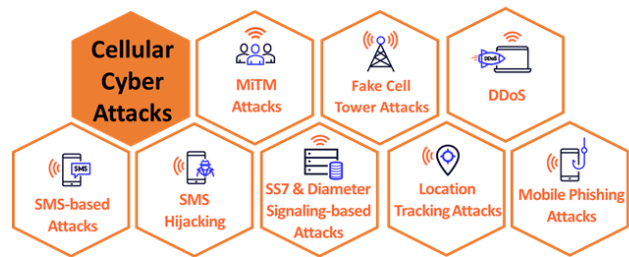 Cellular
Cyber
Attacks
MiTM
Attacks
Fake Cell
Tower Attacks
DDoS
DDoS
SMS
SMS-based
Attacks
SMS
Hijacking
SS7 & Diameter
Signaling-based
Attacks
Location
Tracking Attacks
Mobile Phishing
Attacks